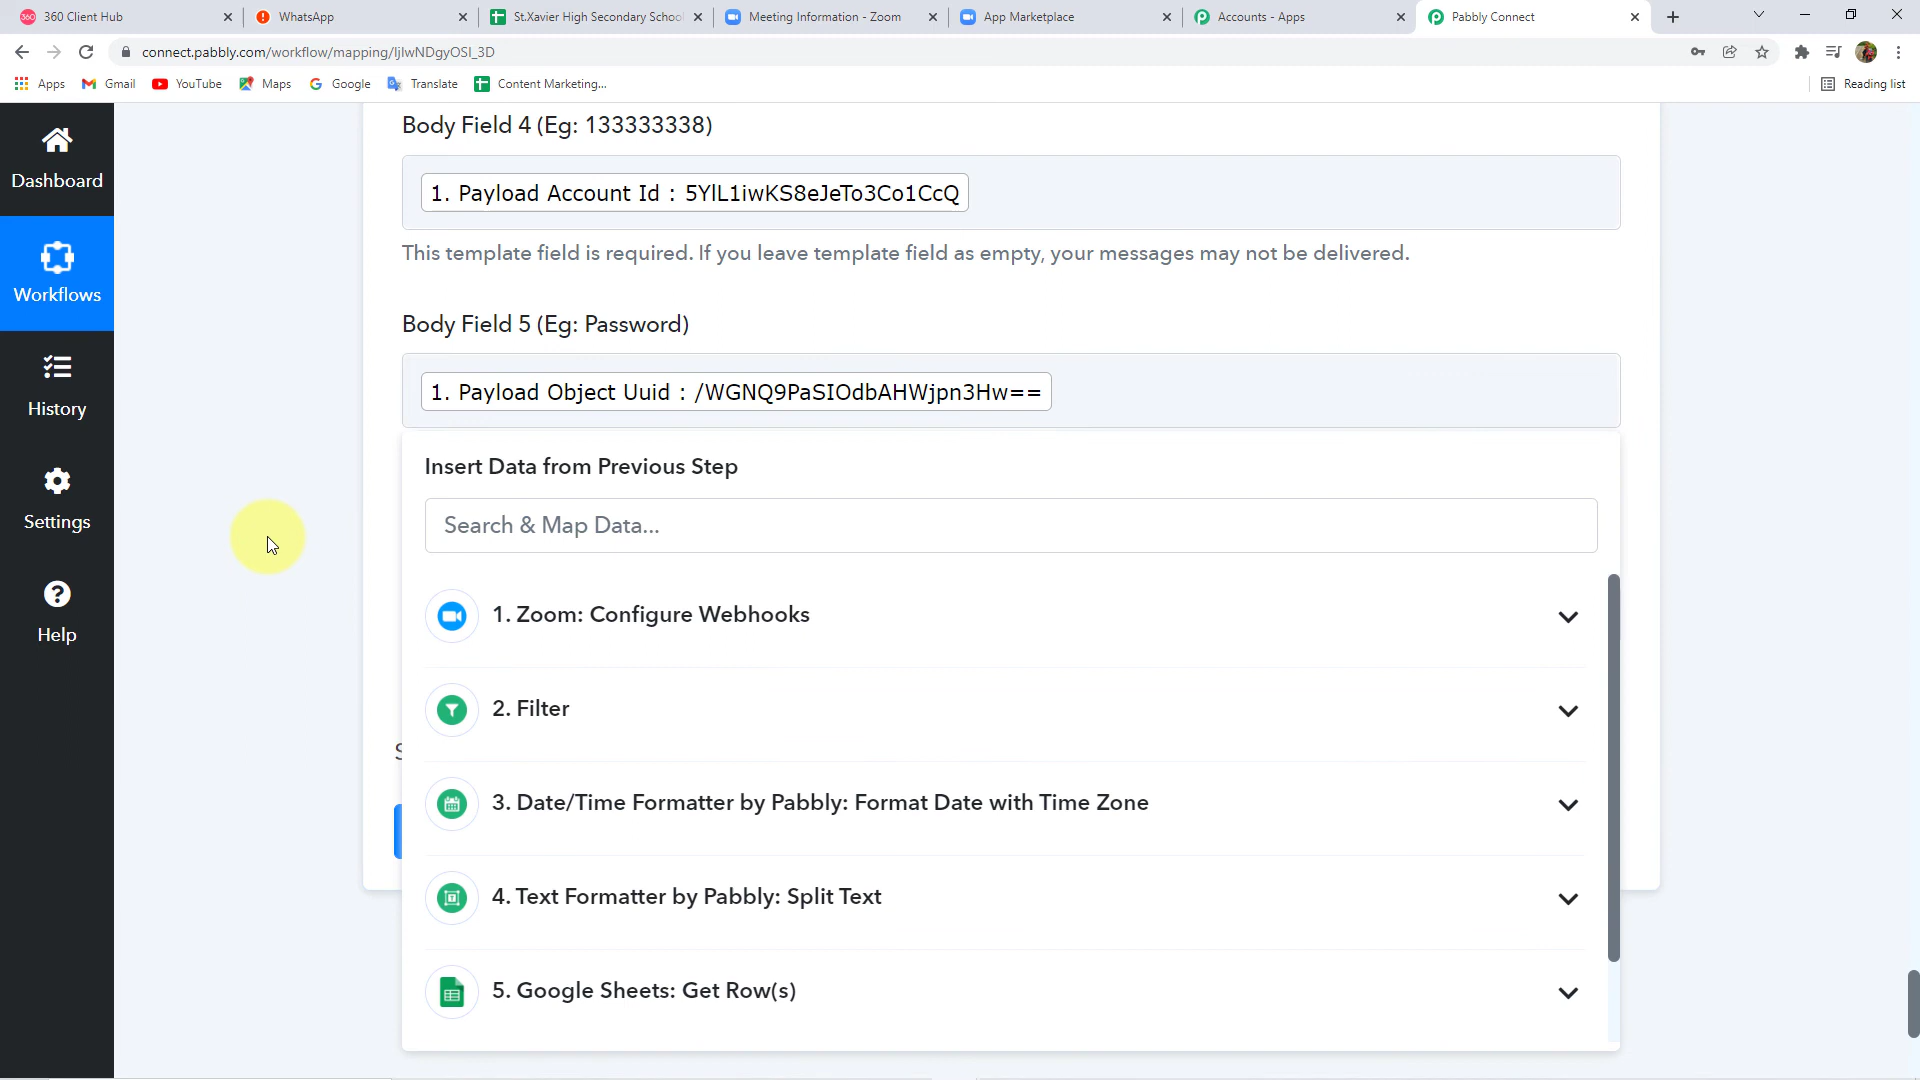 360 Client Hub
WhatsApp
St.Xavier High Secondary School
Meeting Information - Zoom
App Marketplace
Accounts - Apps
Pabbly Connect
connect.pabbly.com/workflow/mapping/IjIwNDgyOSI_3D
Apps
Gmail
YouTube
Maps
Google
Translate
Content Marketing...
Reading list
Dashboard
Workflows
History
Settings
Help
Body Field 4 (Eg: 133333338)
1. Payload Account Id : 5YlL1iwKS8eJeTo3Co1CcQ
This template field is required. If you leave template field as empty, your messages may not be delivered.
Body Field 5 (Eg: Password)
1. Payload Object Uuid : /WGNQ9PaSIOdbAHWjpn3Hw==
Insert Data from Previous Step
Search & Map Data...
1. Zoom: Configure Webhooks
2. Filter
3. Date/Time Formatter by Pabbly: Format Date with Time Zone
4. Text Formatter by Pabbly: Split Text
5. Google Sheets: Get Row(s)